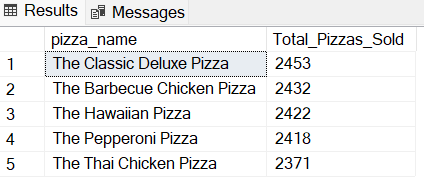 Results Messages
pizza_name Total_Pizzas_Sold
1 The Classic Deluxe Pizza 2453
2 The Barbecue Chicken Pizza 2432
3 The Hawaiian Pizza 2422
4 The Pepperoni Pizza 2418
5 The Thai Chicken Pizza 2371